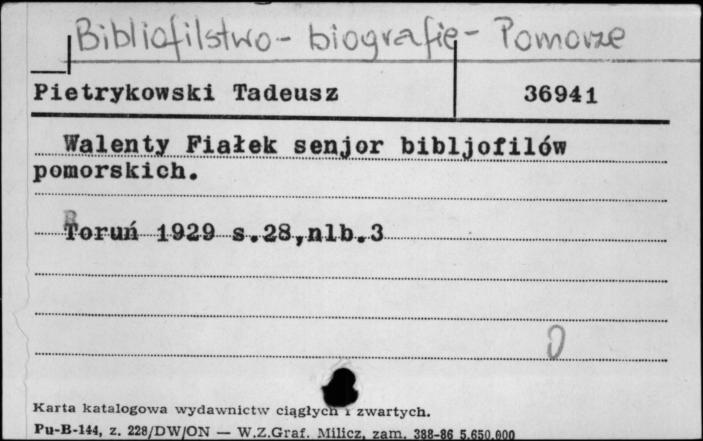 Bibliofilstwo - biografie - Pomorze
Pietrykowski Tadeusz 36941
Walenty Fiałek senjor bibljofilów
pomorskich.
Toruń 1929 s.28,nlb.3
Karta katalogowa wydawnictw ciągłych i zwartych.
Pu-B-144, z. 228/DW/ON — W.Z.Graf. Milicz, zam. 388-86 5.650.000